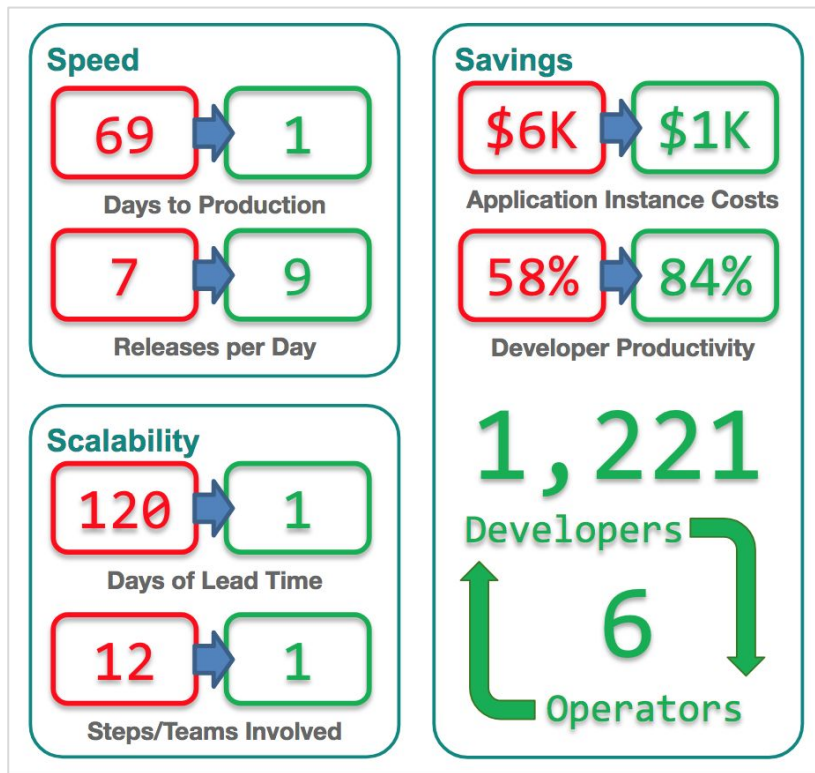 Speed
69 1
Days to Production
7 9
Releases per Day
Scalability
120 1
Days of Lead Time
12 1
Steps/Teams Involved
Savings
$6K $1K
Application Instance Costs
58% 84%
Developer Productivity
1,221
Developers
6
Operators